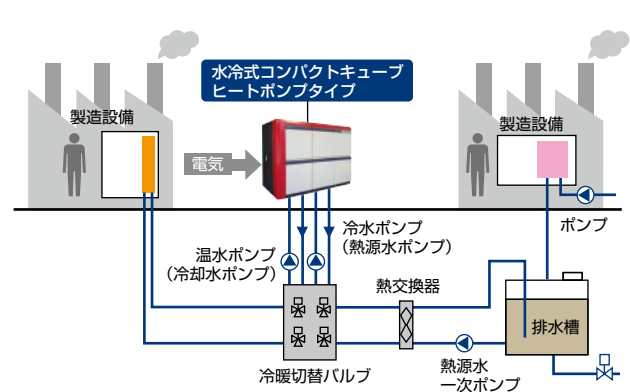 水冷式コンパクトキューブ
ヒートポンプタイプ
製造設備
製造設備
電気
ポンプ
冷水ポンプ
（熱源水ポンプ）
温水ポンプ
（冷却水ポンプ）
熱交換器
排水槽
冷暖切替バルブ
熱源水
一次ポンプ